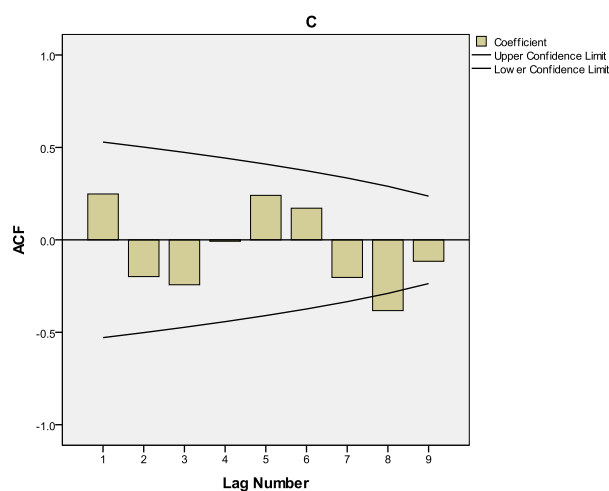 C
Coefficient
Upper Confidence Limit
Lower Confidence Limit
1.0
0.5
0.0
-0.5
-1.0
ACF
1 2 3 4 5 6 7 8 9
Lag Number